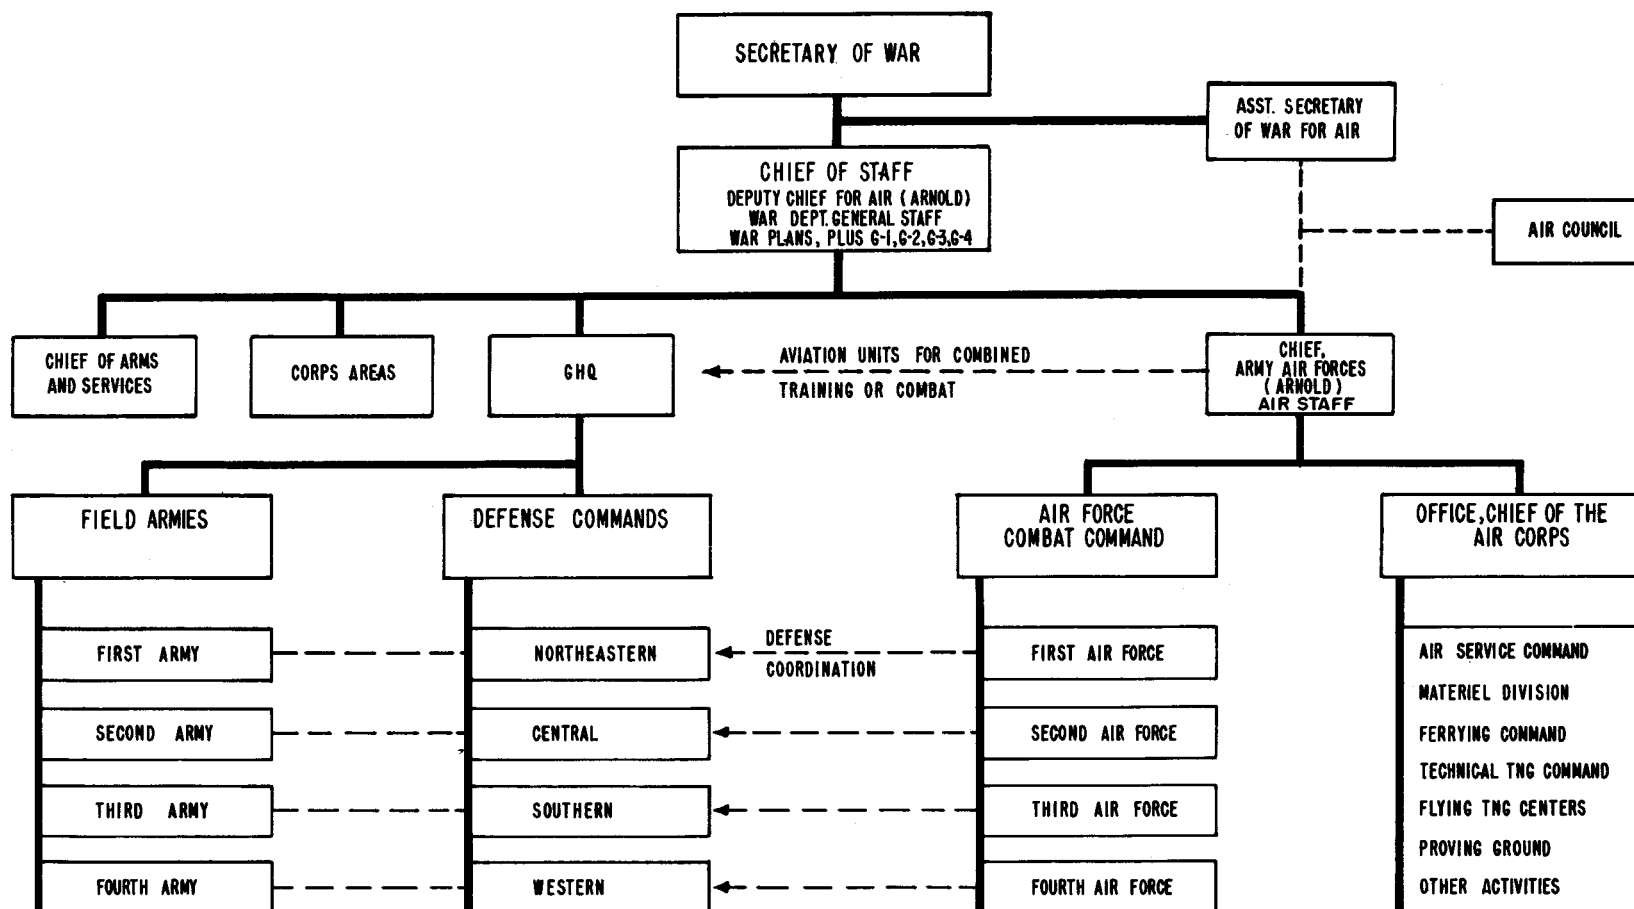 SECRETARY OF WAR
ASST. SECRETARY
OF WAR FOR AIR
CHIEF OF STAFF
DEPUTY CHIEF FOR AIR (ARNOLD)
WAR DEPT. GENERAL STAFF
WAR PLANS, PLUS G-1, G-2, G-3, G-4
AIR COUNCIL
CHIEF OF ARMS
AND SERVICES
CORPS AREAS
GHQ
AVIATION UNITS FOR COMBINED
TRAINING OR COMBAT
CHIEF,
ARMY AIR FORCES
(ARNOLD)
AIR STAFF
FIELD ARMIES
DEFENSE COMMANDS
AIR FORCE
COMBAT COMMAND
OFFICE, CHIEF OF THE
AIR CORPS
FIRST ARMY
NORTHEASTERN
DEFENSE
COORDINATION
FIRST AIR FORCE
AIR SERVICE COMMAND
MATERIEL DIVISION
SECOND ARMY
CENTRAL
SECOND AIR FORCE
FERRYING COMMAND
TECHNICAL TNG COMMAND
THIRD ARMY
SOUTHERN
THIRD AIR FORCE
FLYING TNG CENTERS
PROVING GROUND
FOURTH ARMY
WESTERN
FOURTH AIR FORCE
OTHER ACTIVITIES